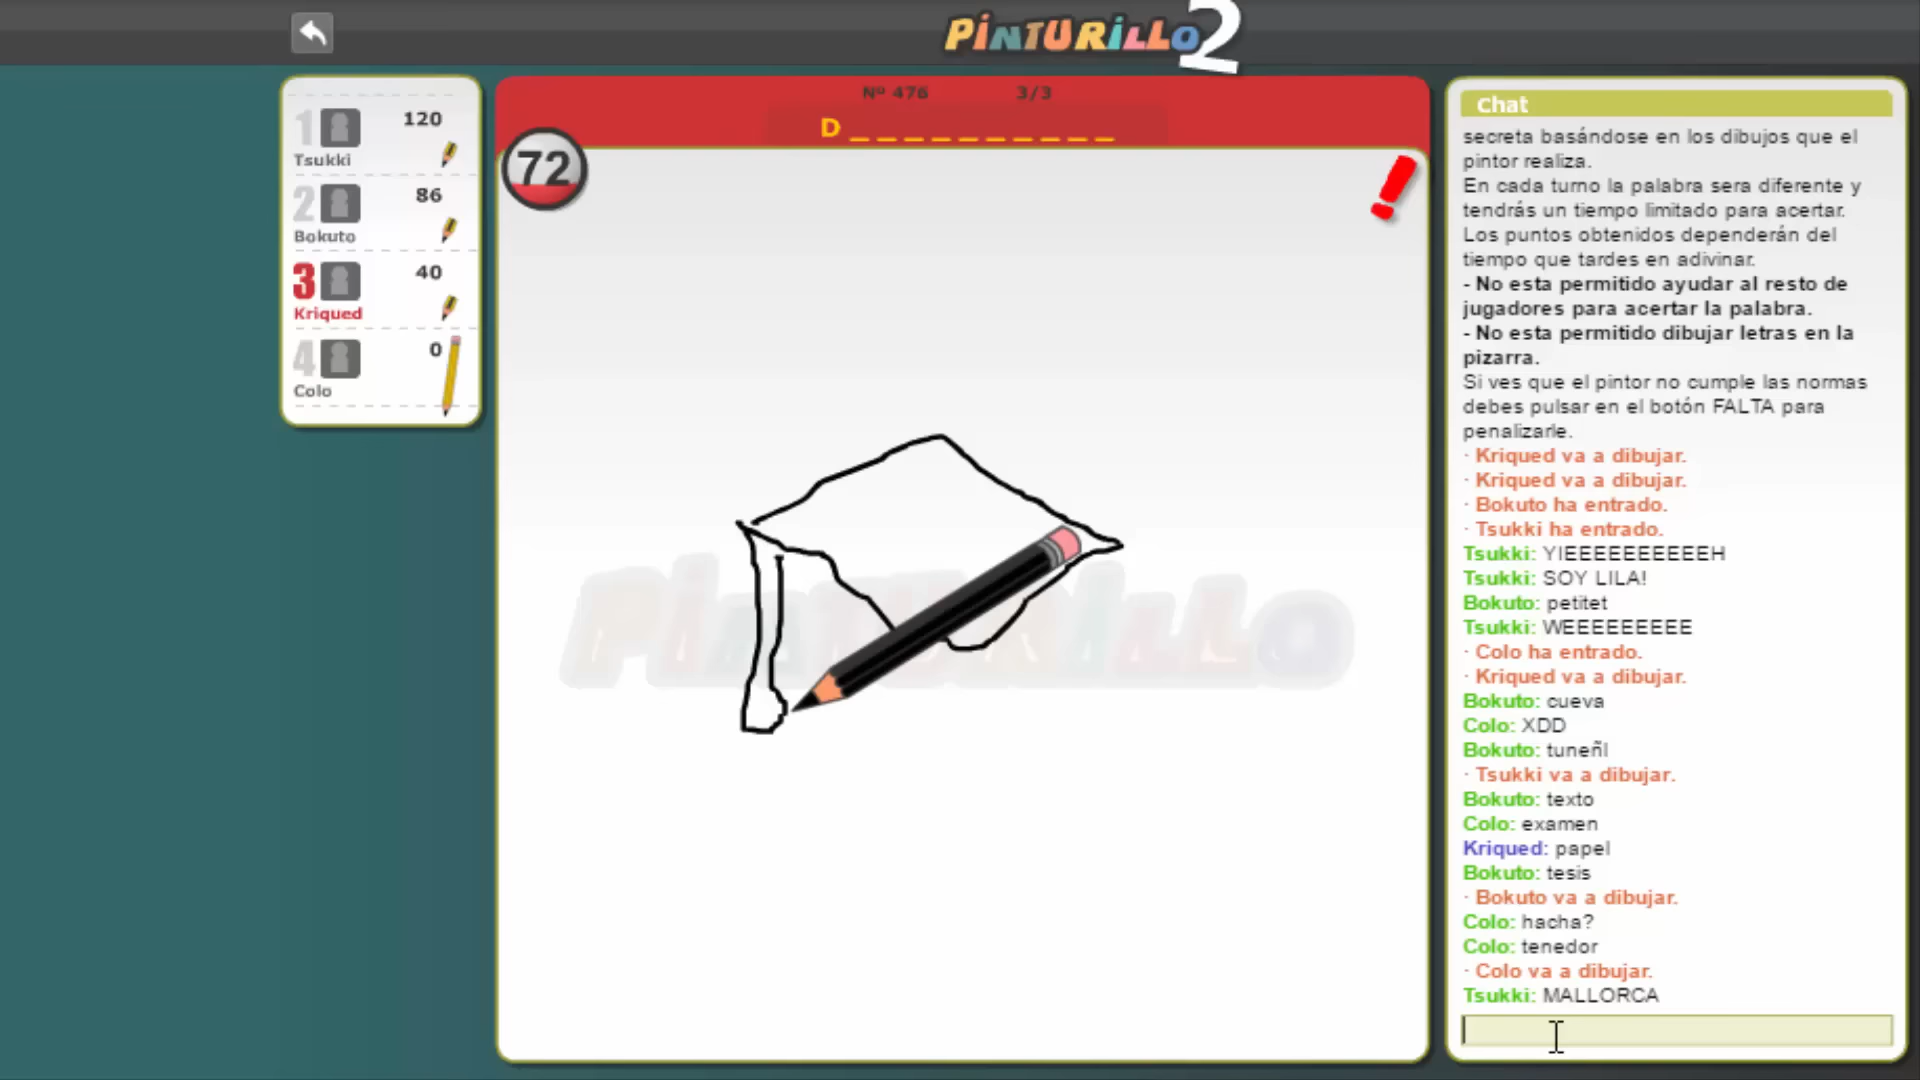 PiNTURiLLO2
1
120
Tsukki
2
86
Bokuto
3
40
Kriqued
4
0
Colo
Nº 476 3/3
D _ _ _ _ _ _ _ _ _ _
72
!
PiNTURiLLO
Chat
secreta basándose en los dibujos que el
pintor realiza.
En cada turno la palabra sera diferente y
tendrás un tiempo limitado para acertar.
Los puntos obtenidos dependerán del
tiempo que tardes en adivinar.
- No esta permitido ayudar al resto de
jugadores para acertar la palabra.
- No esta permitido dibujar letras en la
pizarra.
Si ves que el pintor no cumple las normas
debes pulsar en el botón FALTA para
penalizarle.
· Kriqued va a dibujar.
· Kriqued va a dibujar.
· Bokuto ha entrado.
· Tsukki ha entrado.
Tsukki: YIEEEEEEEEEEH
Tsukki: SOY LILA!
Bokuto: petitet
Tsukki: WEEEEEEEEE
· Colo ha entrado.
· Kriqued va a dibujar.
Bokuto: cueva
Colo: XDD
Bokuto: tuneñl
· Tsukki va a dibujar.
Bokuto: texto
Colo: examen
Kriqued: papel
Bokuto: tesis
· Bokuto va a dibujar.
Colo: hacha?
Colo: tenedor
· Colo va a dibujar.
Tsukki: MALLORCA